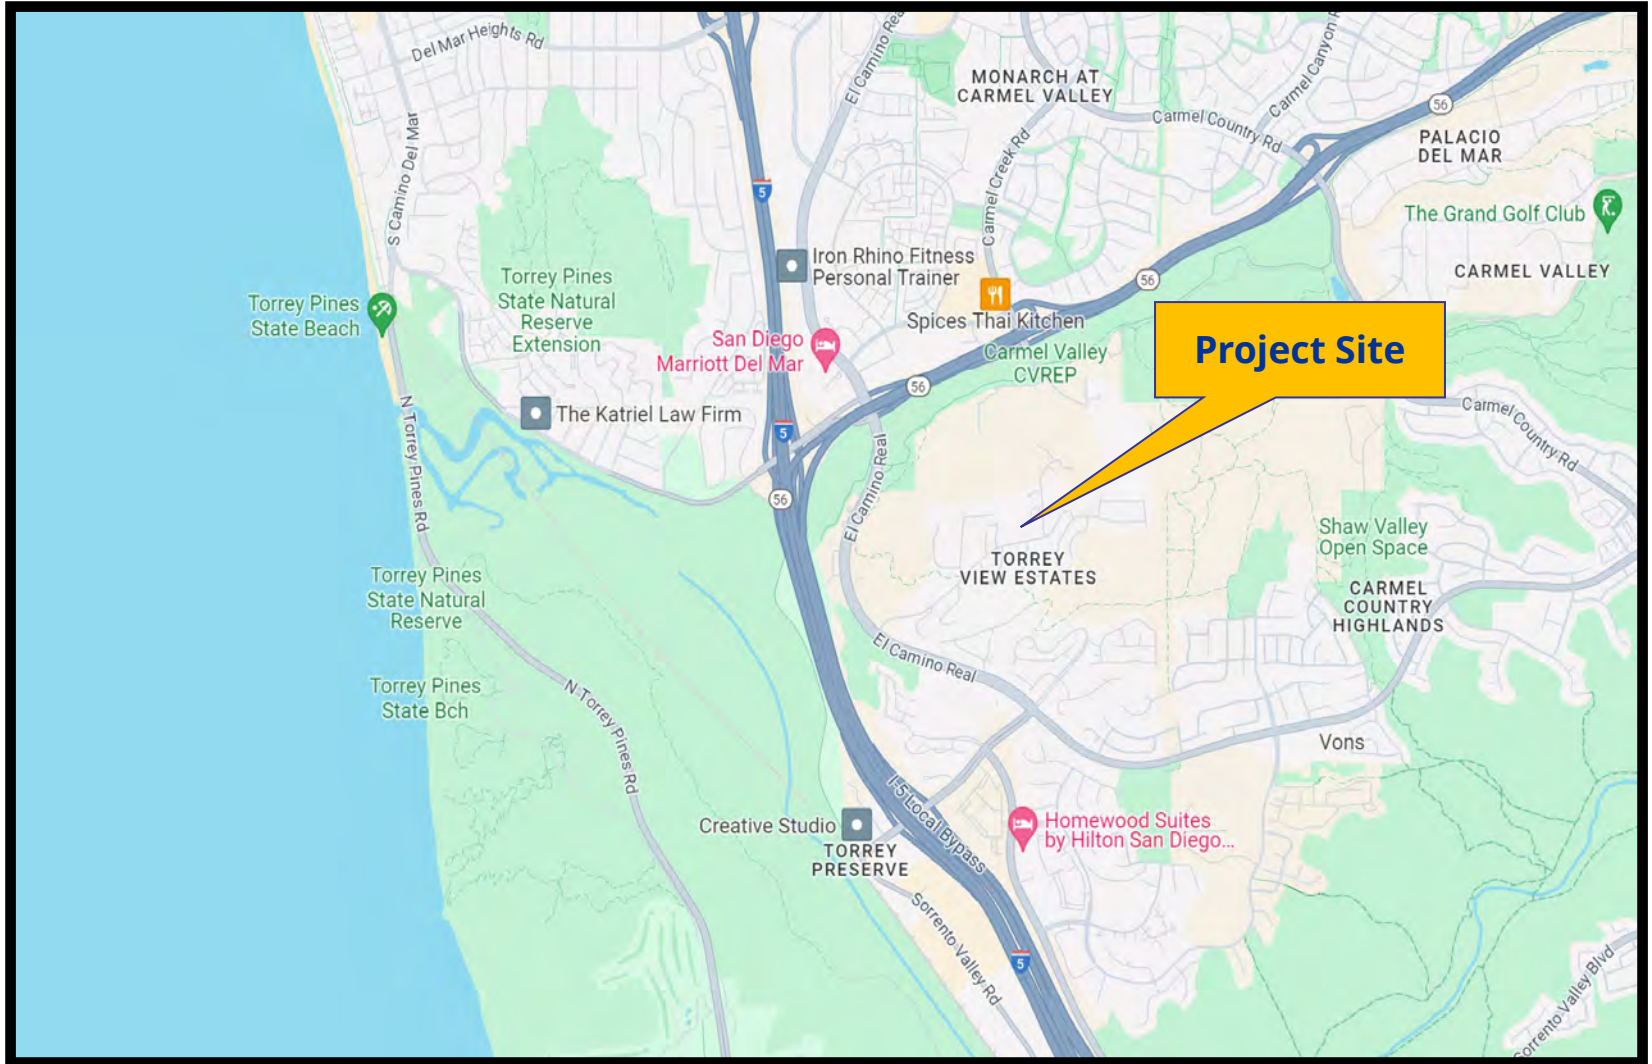 Del Mar Heights Rd
El Camino Rea
MONARCH AT
CARMEL VALLEY
Carmel Canyon R
56
Carmel Country Rd
PALACIO
DEL MAR
S Camino Del Mar
Carmel Creek Rd
5
The Grand Golf Club
Iron Rhino Fitness
Personal Trainer
CARMEL VALLEY
Torrey Pines
State Natural
Reserve
Extension
56
Torrey Pines
State Beach
Spices Thai Kitchen
San Diego
Marriott Del Mar
Carmel Valley
CVREP
Project Site
56
The Katriel Law Firm
5
N Torrey Pines Rd
Carmel Country Rd
El Camino Real
56
Shaw Valley
Open Space
TORREY
VIEW ESTATES
Torrey Pines
State Natural
Reserve
CARMEL
COUNTRY
HIGHLANDS
El Camino Real
Torrey Pines
State Bch
N Torrey Pines Rd
Vons
I-5 Local Bypass
Creative Studio
TORREY
PRESERVE
Homewood Suites
by Hilton San Diego...
Sorrento Valley Rd
5
Sorrento Valley Blvd